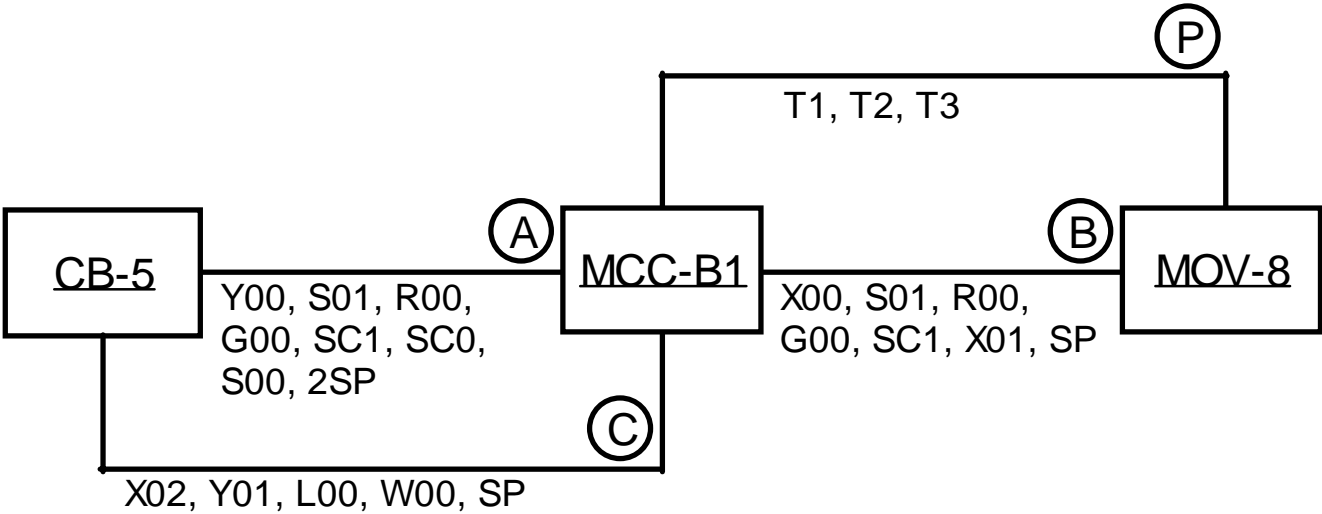 P
T1, T2, T3
A
B
CB-5
MCC-B1
MOV-8
Y00, S01, R00,
G00, SC1, SC0,
S00, 2SP
X00, S01, R00,
G00, SC1, X01, SP
C
X02, Y01, L00, W00, SP